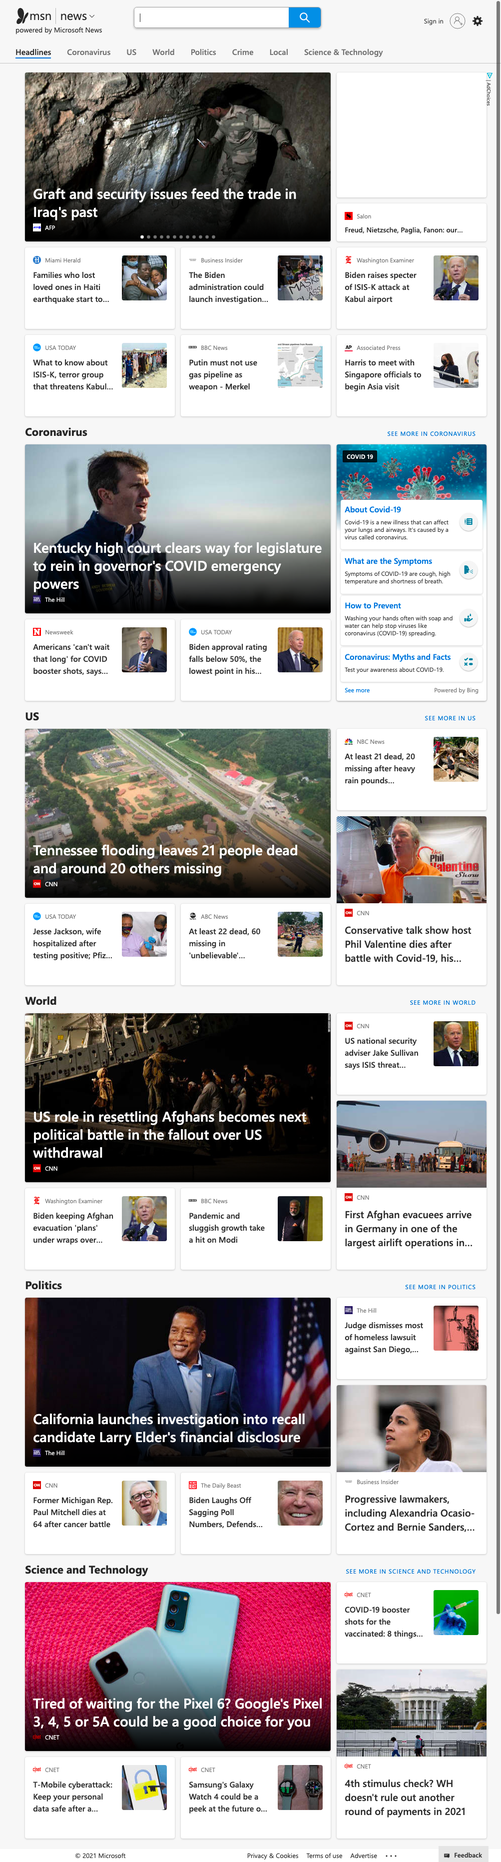 msn news
powered by Microsoft News
Sign in
Headlines Coronavirus US World Politics Crime Local Science & Technology
AdChoices
Graft and security issues feed the trade in
Iraq's past
AFP
Salon
Freud, Nietzsche, Paglia, Fanon: our...
Miami Herald
Families who lost
loved ones in Haiti
earthquake start to...
Business Insider
The Biden
administration could
launch investigation...
Washington Examiner
Biden raises specter
of ISIS-K attack at
Kabul airport
USA TODAY
What to know about
ISIS-K, terror group
that threatens Kabul...
BBC News
Putin must not use
gas pipeline as
weapon - Merkel
Associated Press
Harris to meet with
Singapore officials to
begin Asia visit
Coronavirus
SEE MORE IN CORONAVIRUS
Kentucky high court clears way for legislature
to rein in governor's COVID emergency
powers
The Hill
COVID 19
About Covid-19
Covid-19 is a new illness that can affect
your lungs and airways. It's caused by a
virus called coronavirus.
What are the Symptoms
Symptoms of COVID-19 are cough, high
temperature and shortness of breath.
How to Prevent
Washing your hands often with soap and
water can help stop viruses like
coronavirus (COVID-19) spreading.
Coronavirus: Myths and Facts
Test your awareness about COVID-19.
See more
Powered by Bing
Newsweek
Americans 'can't wait
that long' for COVID
booster shots, says...
USA TODAY
Biden approval rating
falls below 50%, the
lowest point in his...
US
SEE MORE IN US
Tennessee flooding leaves 21 people dead
and around 20 others missing
CNN
NBC News
At least 21 dead, 20
missing after heavy
rain pounds...
Phil
Valentine
Show
CNN
Conservative talk show host
Phil Valentine dies after
battle with Covid-19, his...
USA TODAY
Jesse Jackson, wife
hospitalized after
testing positive; Pfiz...
ABC News
At least 22 dead, 60
missing in
'unbelievable'...
World
SEE MORE IN WORLD
US role in resettling Afghans becomes next
political battle in the fallout over US
withdrawal
CNN
CNN
US national security
adviser Jake Sullivan
says ISIS threat...
CNN
First Afghan evacuees arrive
in Germany in one of the
largest airlift operations in...
Washington Examiner
Biden keeping Afghan
evacuation 'plans'
under wraps over...
BBC News
Pandemic and
sluggish growth take
a hit on Modi
Politics
SEE MORE IN POLITICS
California launches investigation into recall
candidate Larry Elder's financial disclosure
The Hill
The Hill
Judge dismisses most
of homeless lawsuit
against San Diego,...
Business Insider
Progressive lawmakers,
including Alexandria Ocasio-
Cortez and Bernie Sanders,...
CNN
Former Michigan Rep.
Paul Mitchell dies at
64 after cancer battle
The Daily Beast
Biden Laughs Off
Sagging Poll
Numbers, Defends...
Science and Technology
SEE MORE IN SCIENCE AND TECHNOLOGY
Tired of waiting for the Pixel 6? Google's Pixel
3, 4, 5 or 5A could be a good choice for you
CNET
CNET
COVID-19 booster
shots for the
vaccinated: 8 things...
CNET
4th stimulus check? WH
doesn't rule out another
round of payments in 2021
CNET
T-Mobile cyberattack:
Keep your personal
data safe after a...
CNET
Samsung's Galaxy
Watch 4 could be a
peek at the future o...
© 2021 Microsoft
Privacy & Cookies Terms of use Advertise
Feedback